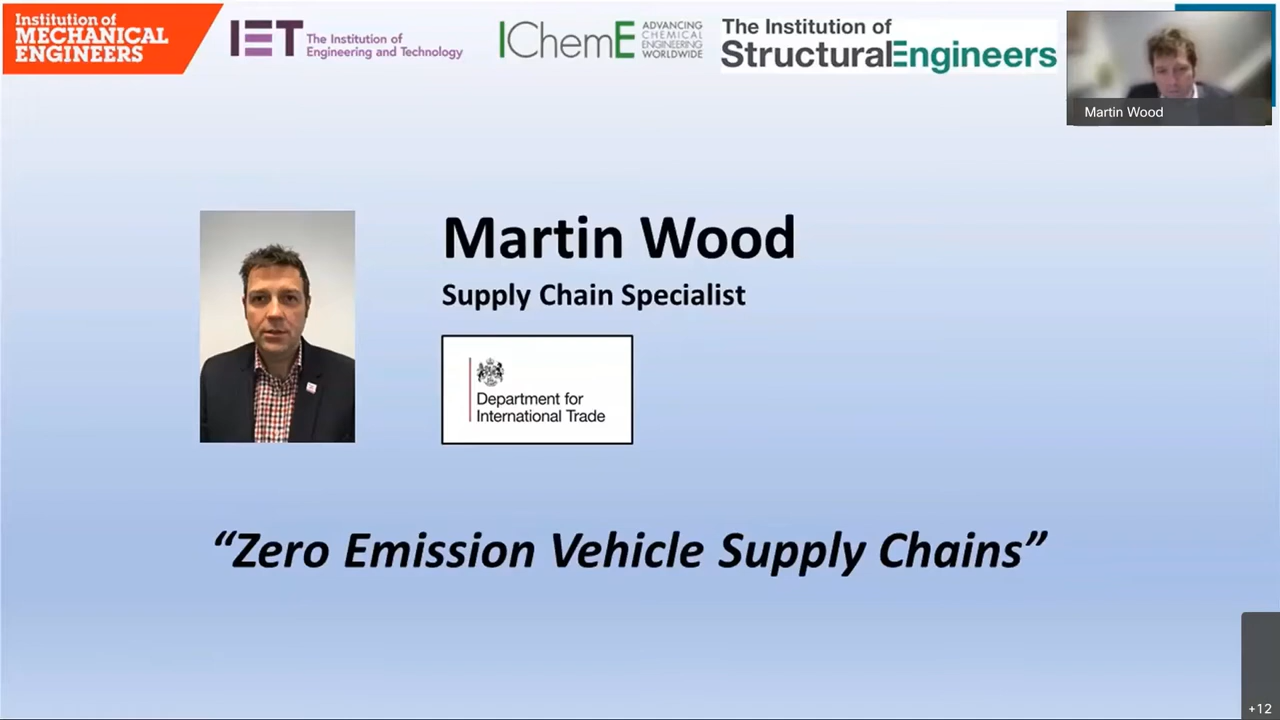 Institution of
MECHANICAL
ENGINEERS
IET The Institution of
Engineering and Technology
IChemE ADVANCING
CHEMICAL
ENGINEERING
WORLDWIDE
The Institution of
StructuralEngineers
Martin Wood
Martin Wood
Supply Chain Specialist
Department for
International Trade
“Zero Emission Vehicle Supply Chains”
+12